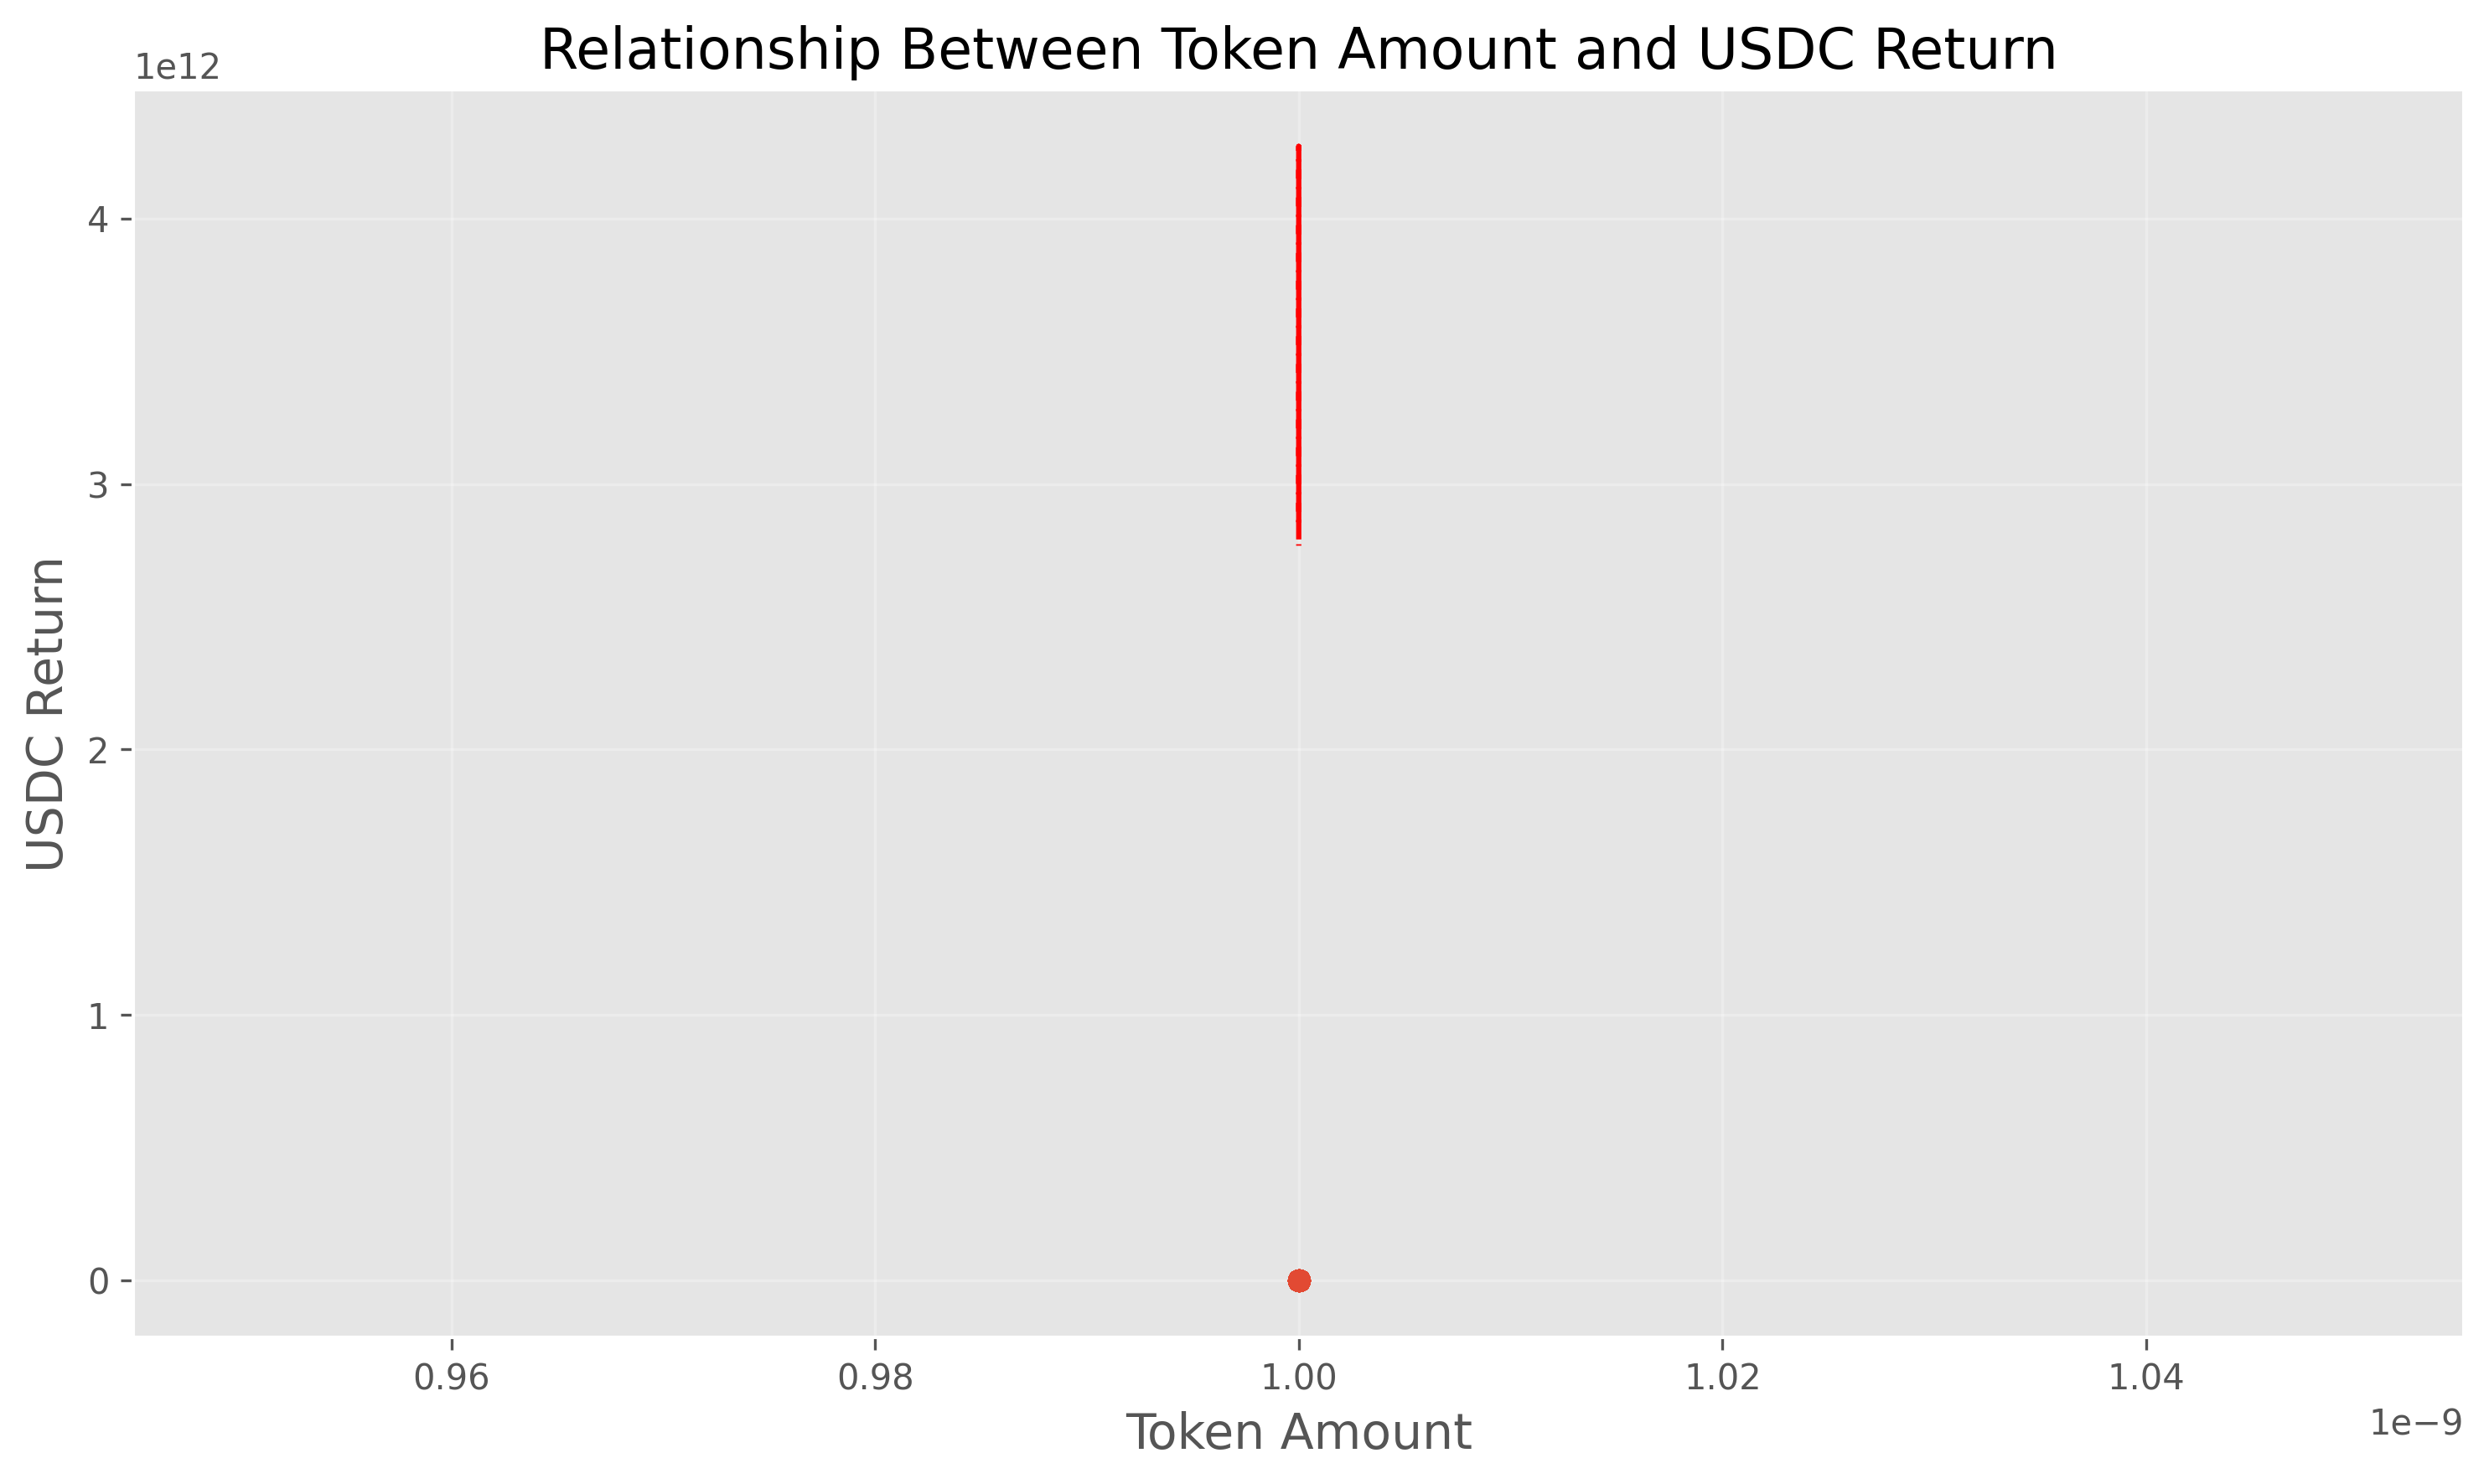 Relationship Between Token Amount and USDC Return
1e12
4
3
2
1
0
USDC Return
0.96 0.98 1.00 1.02 1.04
Token Amount
1e−9